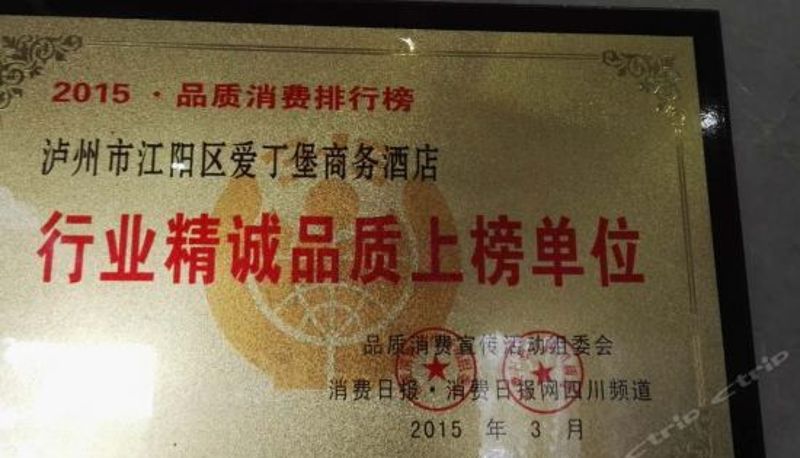 2015·品质消费排行榜
泸州市江阳区爱丁堡商务酒店
行业精诚品质上榜单位
品质消费宣传活动组委会
消费日报·消费日报网四川频道
2015 年 3 月
ctrip Ctrip